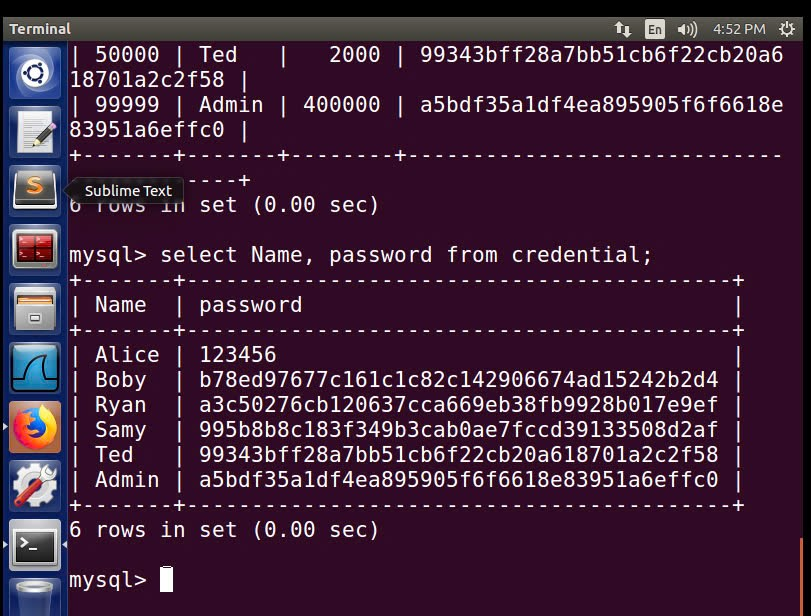 Terminal
En
4:52 PM
| 50000 | Ted   |   2000 | 99343bff28a7bb51cb6f22cb20a6
18701a2c2f58 |
| 99999 | Admin | 400000 | a5bdf35a1df4ea895905f6f6618e
83951a6effc0 |
+-------+-------+--------+-----------------------------
----+
Sublime Text
6 rows in set (0.00 sec)
mysql> select Name, password from credential;
+-------+------------------------------------------+
| Name  | password                                 |
+-------+------------------------------------------+
| Alice | 123456                                   |
| Boby  | b78ed97677c161c1c82c142906674ad15242b2d4 |
| Ryan  | a3c50276cb120637cca669eb38fb9928b017e9ef |
| Samy  | 995b8b8c183f349b3cab0ae7fccd39133508d2af |
| Ted   | 99343bff28a7bb51cb6f22cb20a618701a2c2f58 |
| Admin | a5bdf35a1df4ea895905f6f6618e83951a6effc0 |
+-------+------------------------------------------+
6 rows in set (0.00 sec)
mysql>